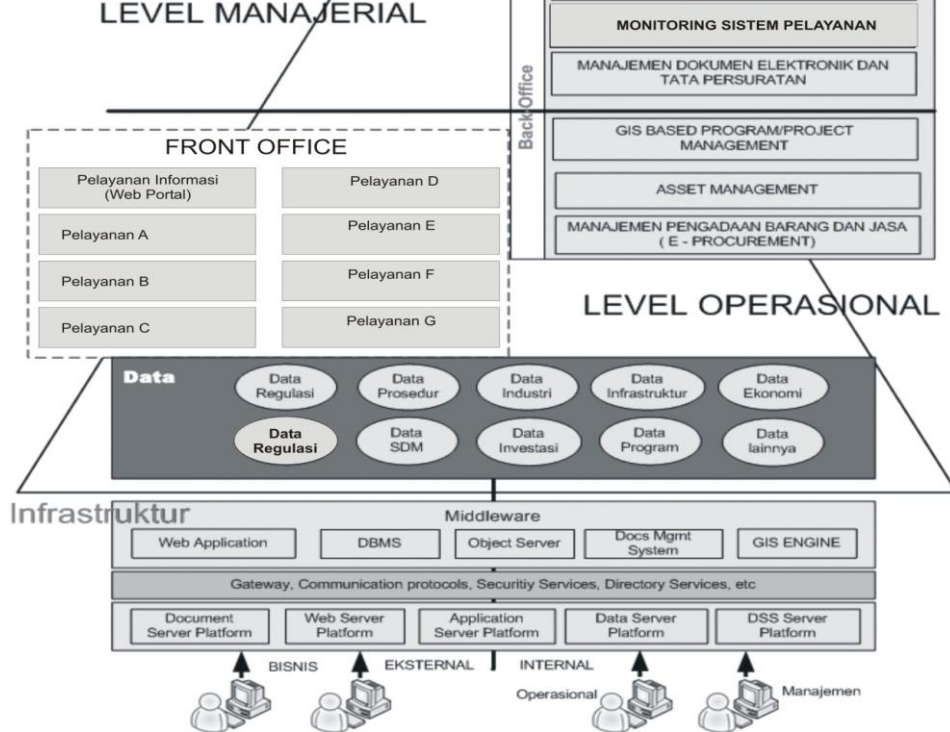 LEVEL MANAJERIAL
MONITORING SISTEM PELAYANAN
MANAJEMEN DOKUMEN ELEKTRONIK DAN
TATA PERSURATAN
Back-Office
GIS BASED PROGRAM/PROJECT
MANAGEMENT
ASSET MANAGEMENT
MANAJEMEN PENGADAAN BARANG DAN JASA
( E - PROCUREMENT)
FRONT OFFICE
Pelayanan Informasi
(Web Portal)
Pelayanan A
Pelayanan B
Pelayanan C
Pelayanan D
Pelayanan E
Pelayanan F
Pelayanan G
LEVEL OPERASIONAL
Data
Data
Regulasi
Data
Prosedur
Data
Industri
Data
Infrastruktur
Data
Ekonomi
Data
Regulasi
Data
SDM
Data
Investasi
Data
Program
Data
lainnya
Infrastruktur
Middleware
Web Application
DBMS
Object Server
Docs Mgmt
System
GIS ENGINE
Gateway, Communication protocols, Securitiy Services, Directory Services, etc
Document
Server Platform
Web Server
Platform
Application
Server Platform
Data Server
Platform
DSS Server
Platform
BISNIS
EKSTERNAL
INTERNAL
Operasional
Manajemen